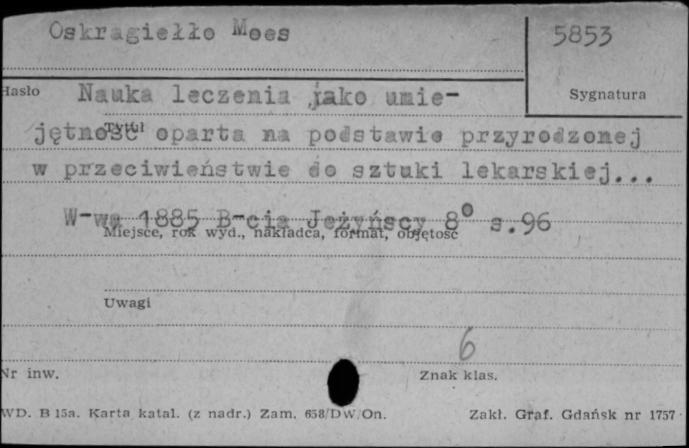 Oskragiełło Moes
5853
Hasło
Sygnatura
Nauka leczenia jako umie-
Tytuł
jętność oparta na podstawie przyrodzonej
w przeciwieństwie do sztuki lekarskiej...
W-wa 1885 B-cia Jeżyńscy 8° s.96
Miejsce, rok wyd., nakładca, format, objętość
Uwagi
6
Nr inw.
Znak klas.
WD. B 15a. Karta katal. (z nadr.) Zam. 658/DW/On.
Zakł. Graf. Gdańsk nr 1757